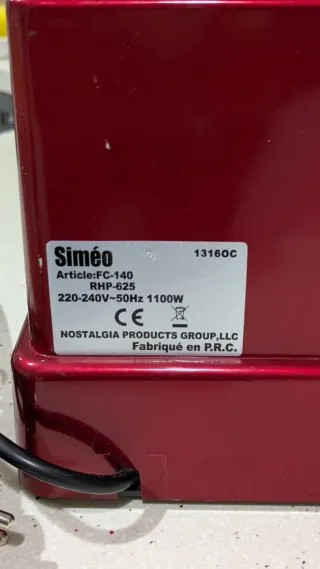 Siméo 1316OC
Article:FC-140
RHP-625
220-240V~50Hz 1100W
CE
NOSTALGIA PRODUCTS GROUP,LLC
Fabriqué en P.R.C.